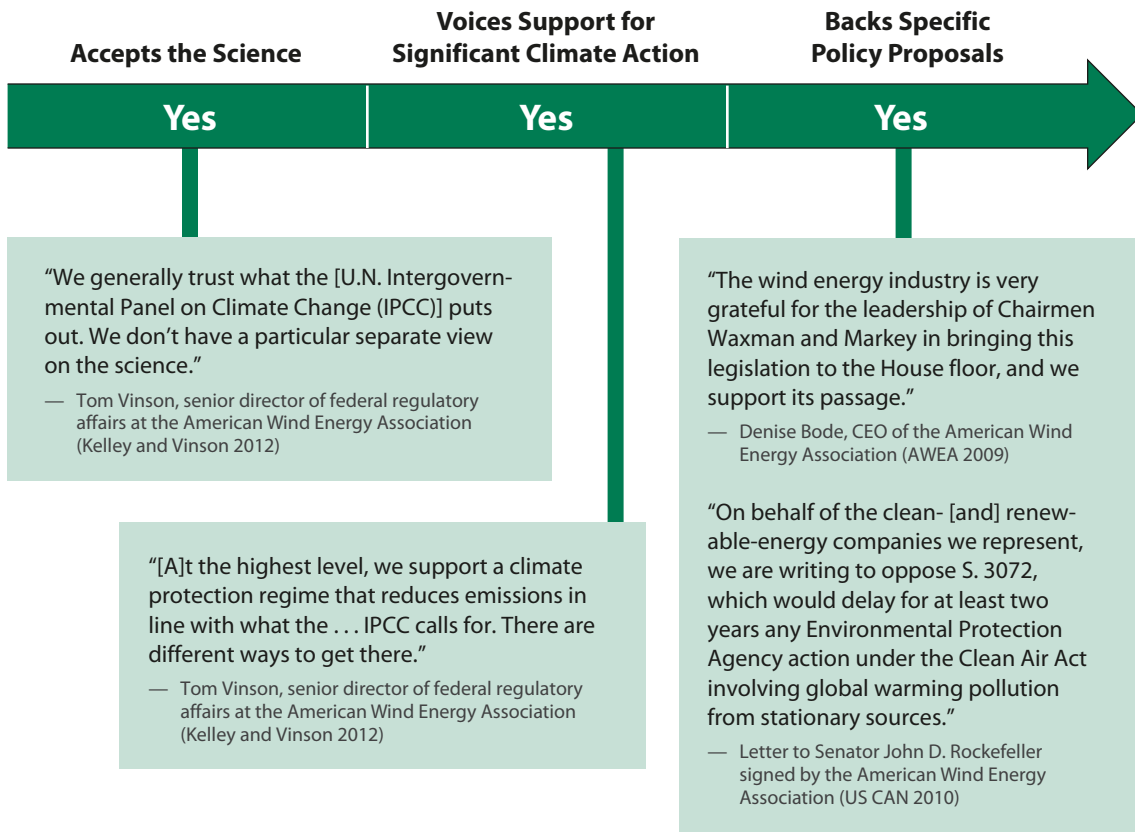 Accepts the Science
Voices Support for
Significant Climate Action
Backs Specific
Policy Proposals
Yes
Yes
Yes
“We generally trust what the [U.N. Intergovern-
mental Panel on Climate Change (IPCC)] puts
out. We don’t have a particular separate view
on the science.”
— Tom Vinson, senior director of federal regulatory
affairs at the American Wind Energy Association
(Kelley and Vinson 2012)
“[A]t the highest level, we support a climate
protection regime that reduces emissions in
line with what the . . . IPCC calls for. There are
different ways to get there.”
— Tom Vinson, senior director of federal regulatory
affairs at the American Wind Energy Association
(Kelley and Vinson 2012)
“The wind energy industry is very
grateful for the leadership of Chairmen
Waxman and Markey in bringing this
legislation to the House floor, and we
support its passage.”
— Denise Bode, CEO of the American Wind
Energy Association (AWEA 2009)
“On behalf of the clean- [and] renew-
able-energy companies we represent,
we are writing to oppose S. 3072,
which would delay for at least two
years any Environmental Protection
Agency action under the Clean Air Act
involving global warming pollution
from stationary sources.”
— Letter to Senator John D. Rockefeller
signed by the American Wind Energy
Association (US CAN 2010)